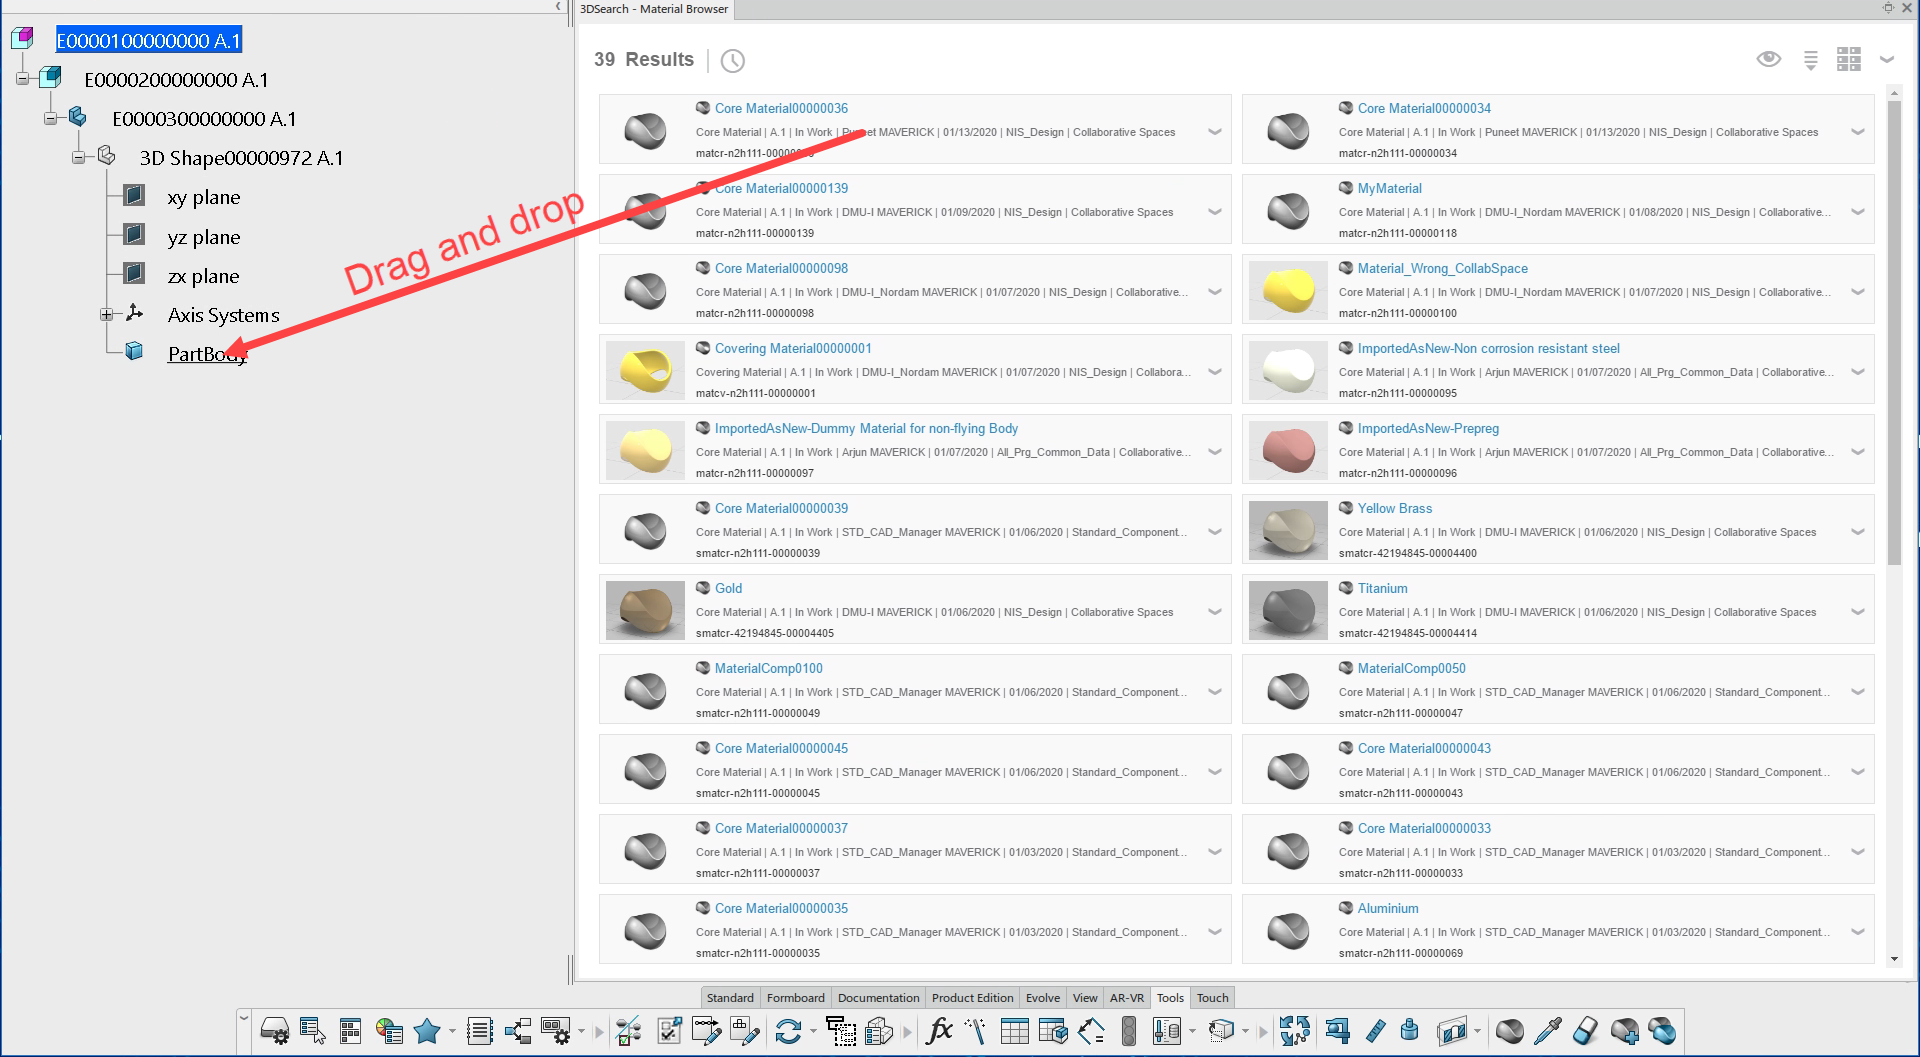 3DSearch - Material Browser
39 Results
E0000100000000 A.1
E0000200000000 A.1
E0000300000000 A.1
3D Shape00000972 A.1
xy plane
yz plane
zx plane
Axis Systems
PartBody
Drag and drop
Core Material00000036
Core Material | A.1 | In Work | Puneet MAVERICK | 01/13/2020 | NIS_Design | Collaborative Spaces
matcr-n2h111-00000036
Core Material00000034
Core Material | A.1 | In Work | Puneet MAVERICK | 01/13/2020 | NIS_Design | Collaborative Spaces
matcr-n2h111-00000034
Core Material00000139
Core Material | A.1 | In Work | DMU-I MAVERICK | 01/09/2020 | NIS_Design | Collaborative Spaces
matcr-n2h111-00000139
MyMaterial
Core Material | A.1 | In Work | DMU-I_Nordam MAVERICK | 01/08/2020 | NIS_Design | Collaborative...
matcr-n2h111-00000118
Core Material00000098
Core Material | A.1 | In Work | DMU-I_Nordam MAVERICK | 01/07/2020 | NIS_Design | Collaborative...
matcr-n2h111-00000098
Material_Wrong_CollabSpace
Core Material | A.1 | In Work | DMU-I_Nordam MAVERICK | 01/07/2020 | NIS_Design | Collaborative...
matcr-n2h111-00000100
Covering Material00000001
Covering Material | A.1 | In Work | DMU-I_Nordam MAVERICK | 01/07/2020 | NIS_Design | Collabora...
matcv-n2h111-00000001
ImportedAsNew-Non corrosion resistant steel
Core Material | A.1 | In Work | Arjun MAVERICK | 01/07/2020 | All_Prg_Common_Data | Collaborative...
matcr-n2h111-00000095
ImportedAsNew-Dummy Material for non-flying Body
Core Material | A.1 | In Work | Arjun MAVERICK | 01/07/2020 | All_Prg_Common_Data | Collaborative...
matcr-n2h111-00000097
ImportedAsNew-Prepreg
Core Material | A.1 | In Work | Arjun MAVERICK | 01/07/2020 | All_Prg_Common_Data | Collaborative...
matcr-n2h111-00000096
Core Material00000039
Core Material | A.1 | In Work | STD_CAD_Manager MAVERICK | 01/06/2020 | Standard_Component...
smatcr-n2h111-00000039
Yellow Brass
Core Material | A.1 | In Work | DMU-I MAVERICK | 01/06/2020 | NIS_Design | Collaborative Spaces
smatcr-42194845-00004400
Gold
Core Material | A.1 | In Work | DMU-I MAVERICK | 01/06/2020 | NIS_Design | Collaborative Spaces
smatcr-42194845-00004405
Titanium
Core Material | A.1 | In Work | DMU-I MAVERICK | 01/06/2020 | NIS_Design | Collaborative Spaces
smatcr-42194845-00004414
MaterialComp0100
Core Material | A.1 | In Work | STD_CAD_Manager MAVERICK | 01/06/2020 | Standard_Component...
smatcr-n2h111-00000049
MaterialComp0050
Core Material | A.1 | In Work | STD_CAD_Manager MAVERICK | 01/06/2020 | Standard_Component...
smatcr-n2h111-00000047
Core Material00000045
Core Material | A.1 | In Work | STD_CAD_Manager MAVERICK | 01/06/2020 | Standard_Component...
smatcr-n2h111-00000045
Core Material00000043
Core Material | A.1 | In Work | STD_CAD_Manager MAVERICK | 01/06/2020 | Standard_Component...
smatcr-n2h111-00000043
Core Material00000037
Core Material | A.1 | In Work | STD_CAD_Manager MAVERICK | 01/03/2020 | Standard_Component...
smatcr-n2h111-00000037
Core Material00000033
Core Material | A.1 | In Work | STD_CAD_Manager MAVERICK | 01/03/2020 | Standard_Component...
smatcr-n2h111-00000033
Core Material00000035
Core Material | A.1 | In Work | STD_CAD_Manager MAVERICK | 01/03/2020 | Standard_Component...
smatcr-n2h111-00000035
Aluminium
Core Material | A.1 | In Work | STD_CAD_Manager MAVERICK | 01/03/2020 | Standard_Component...
smatcr-n2h111-00000069
Standard Formboard Documentation Product Edition Evolve View AR-VR Tools Touch
fx